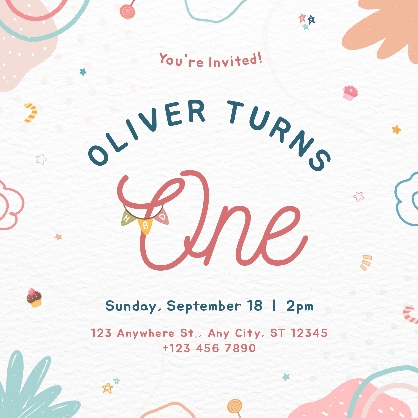 You're Invited!
OLIVER TURNS
One
HBD
Sunday, September 18 | 2pm
123 Anywhere St., Any City, ST 12345
+123 456 7890